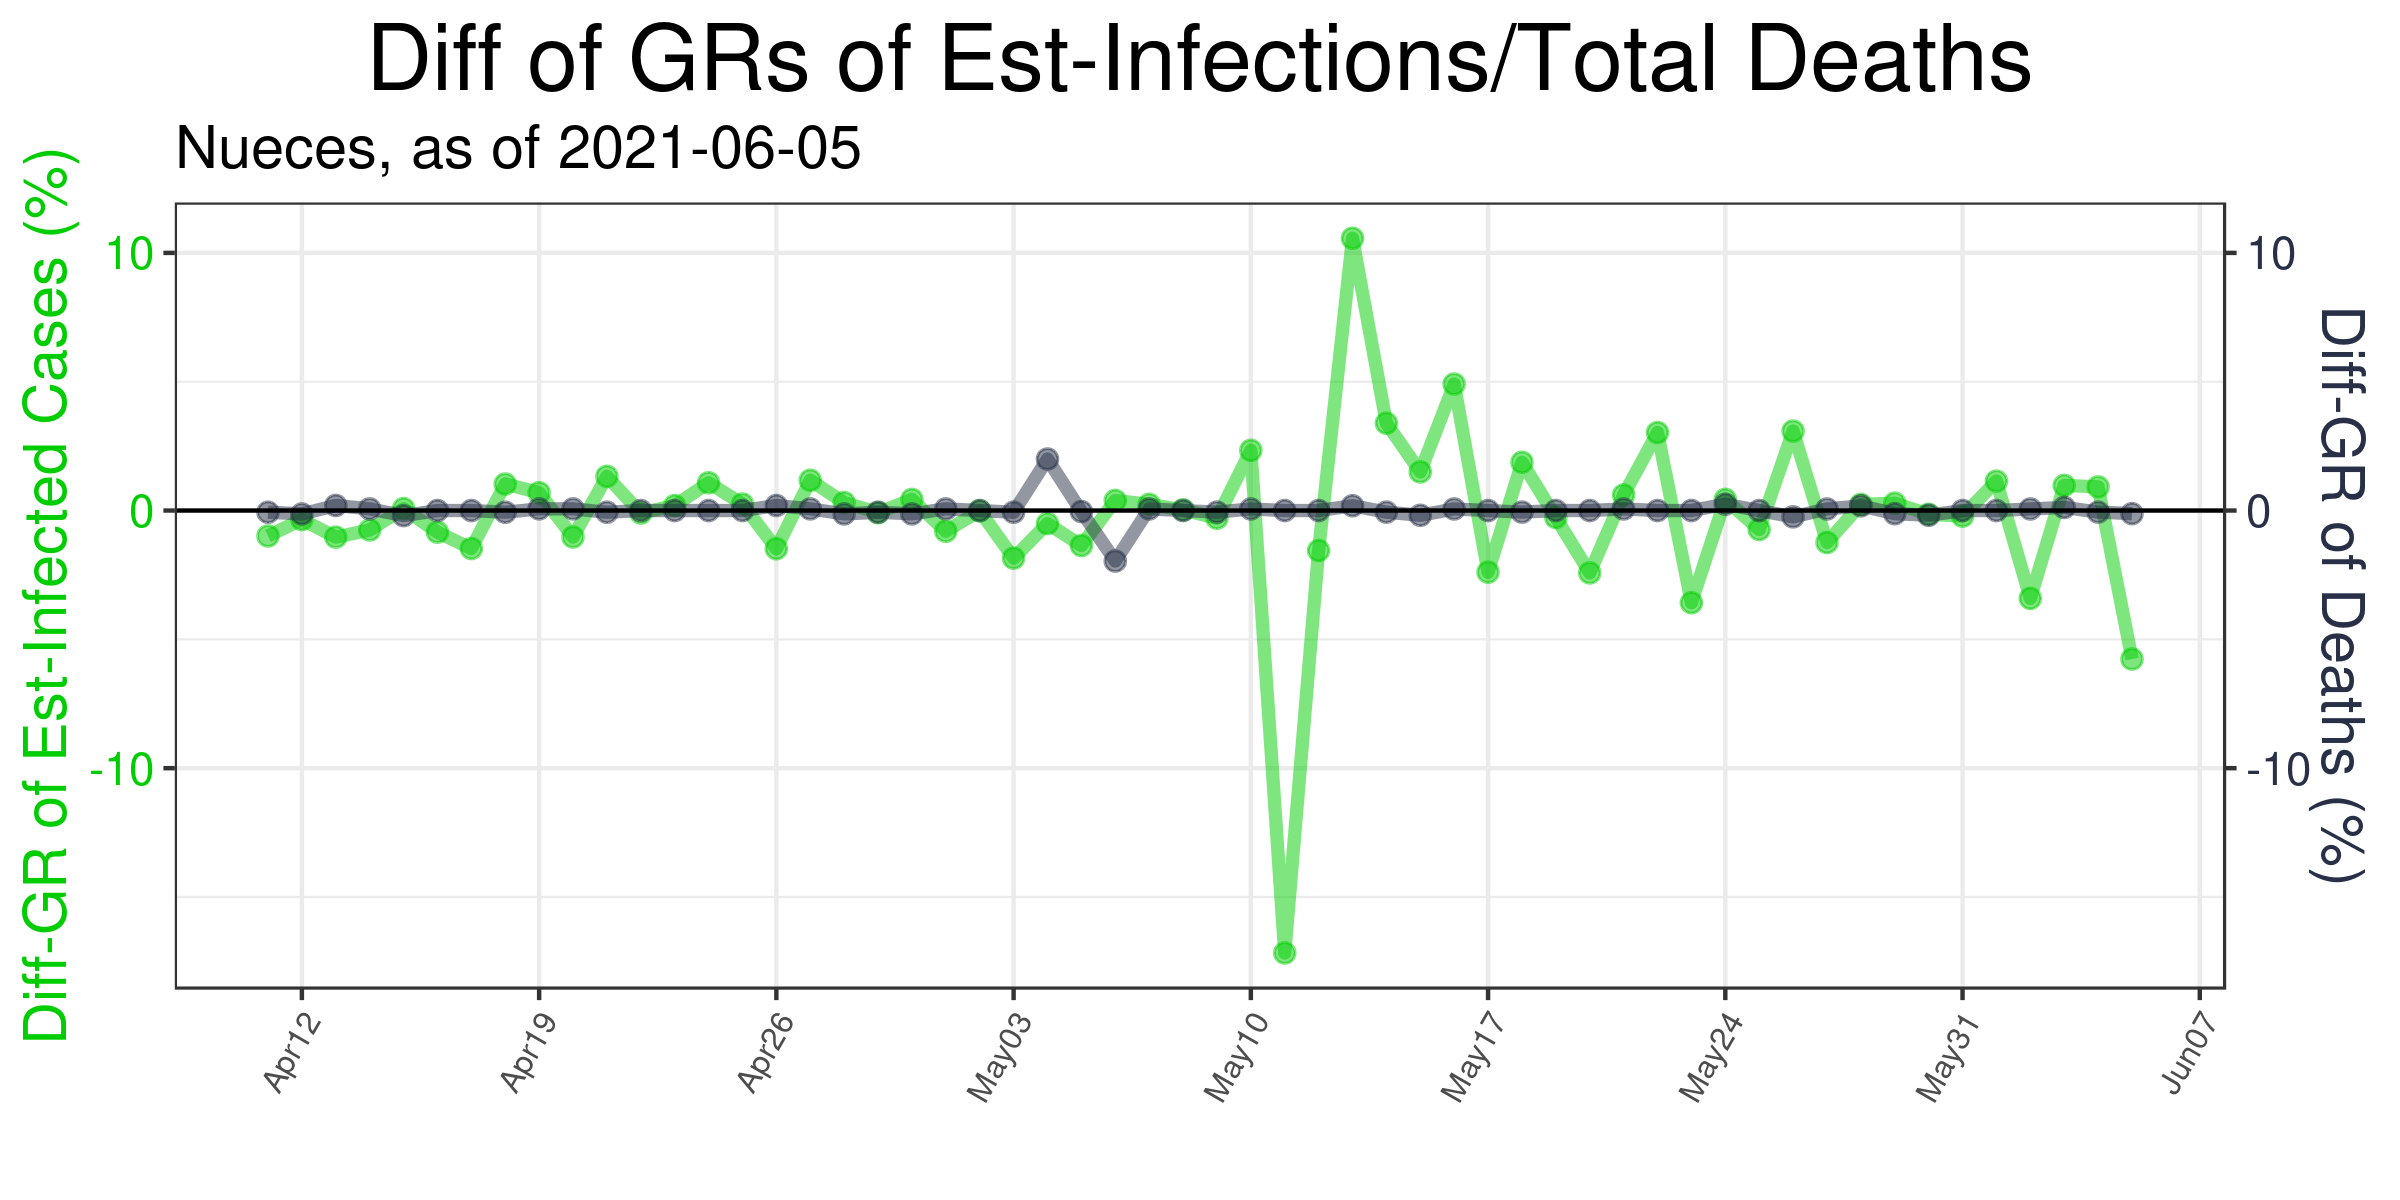 Diff of GRs of Est-Infections/Total Deaths
Nueces, as of 2021-06-05
Diff-GR of Est-Infected Cases (%)
10
0
-10
10
0
-10
Diff-GR of Deaths (%)
Apr12
Apr19
Apr26
May03
May10
May17
May24
May31
Jun07